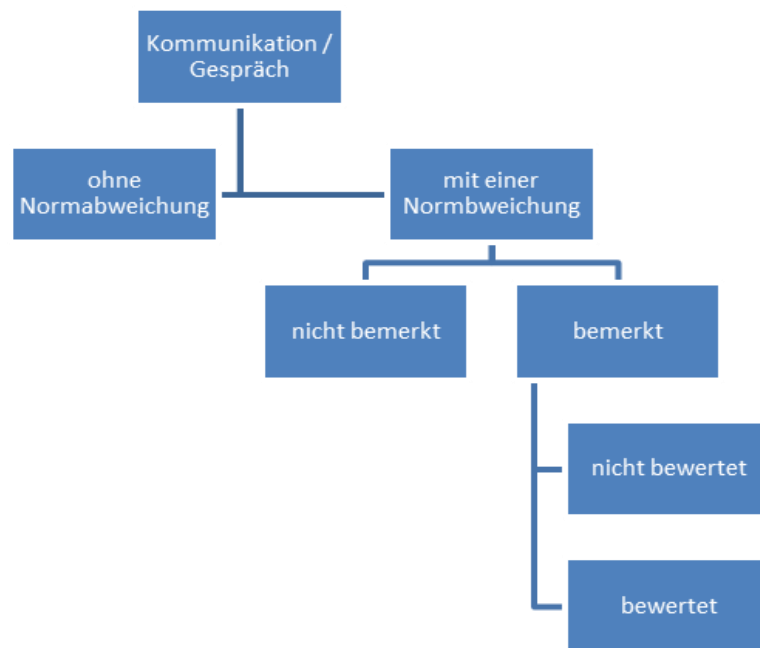 Kommunikation /
Gespräch
ohne
Normabweichung
mit einer
Normbweichung
nicht bemerkt
bemerkt
nicht bewertet
bewertet